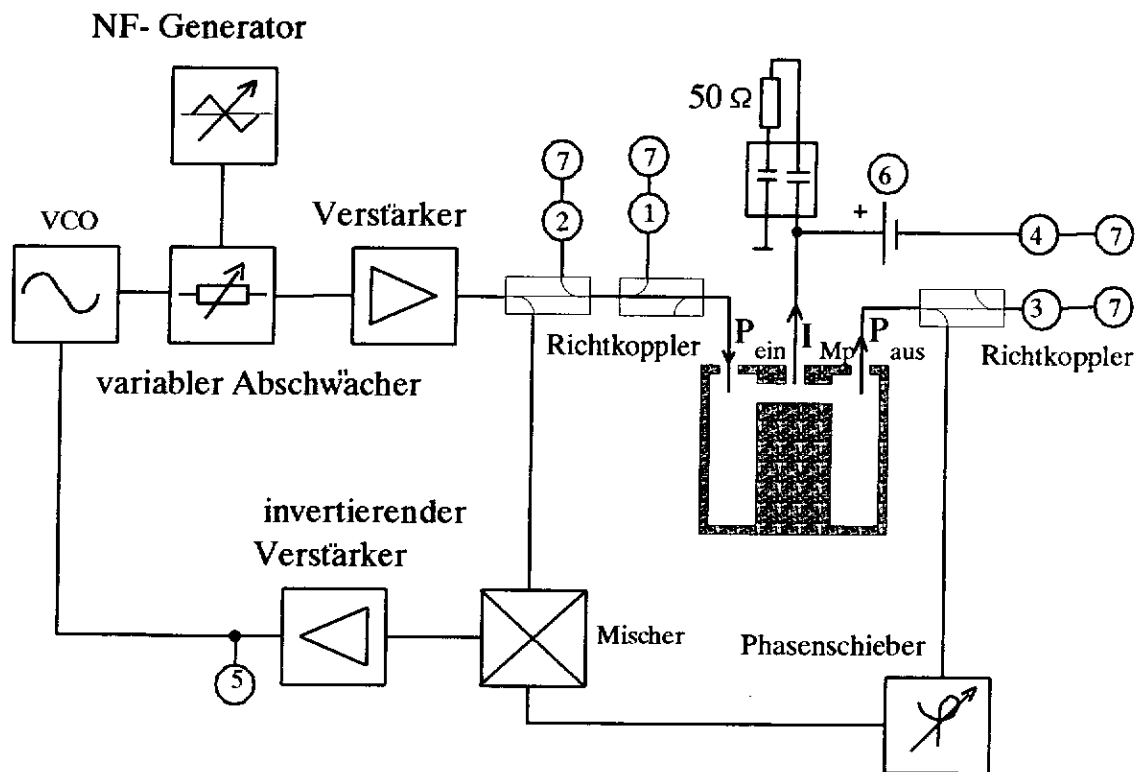 NF- Generator
50 Ω
7
7
6
VCO
Verstärker
2
1
+
4
7
3
7
P ein
I Mp
P aus
Richtkoppler
Richtkoppler
variabler Abschwächer
invertierender
Verstärker
Mischer
Phasenschieber
5
φ